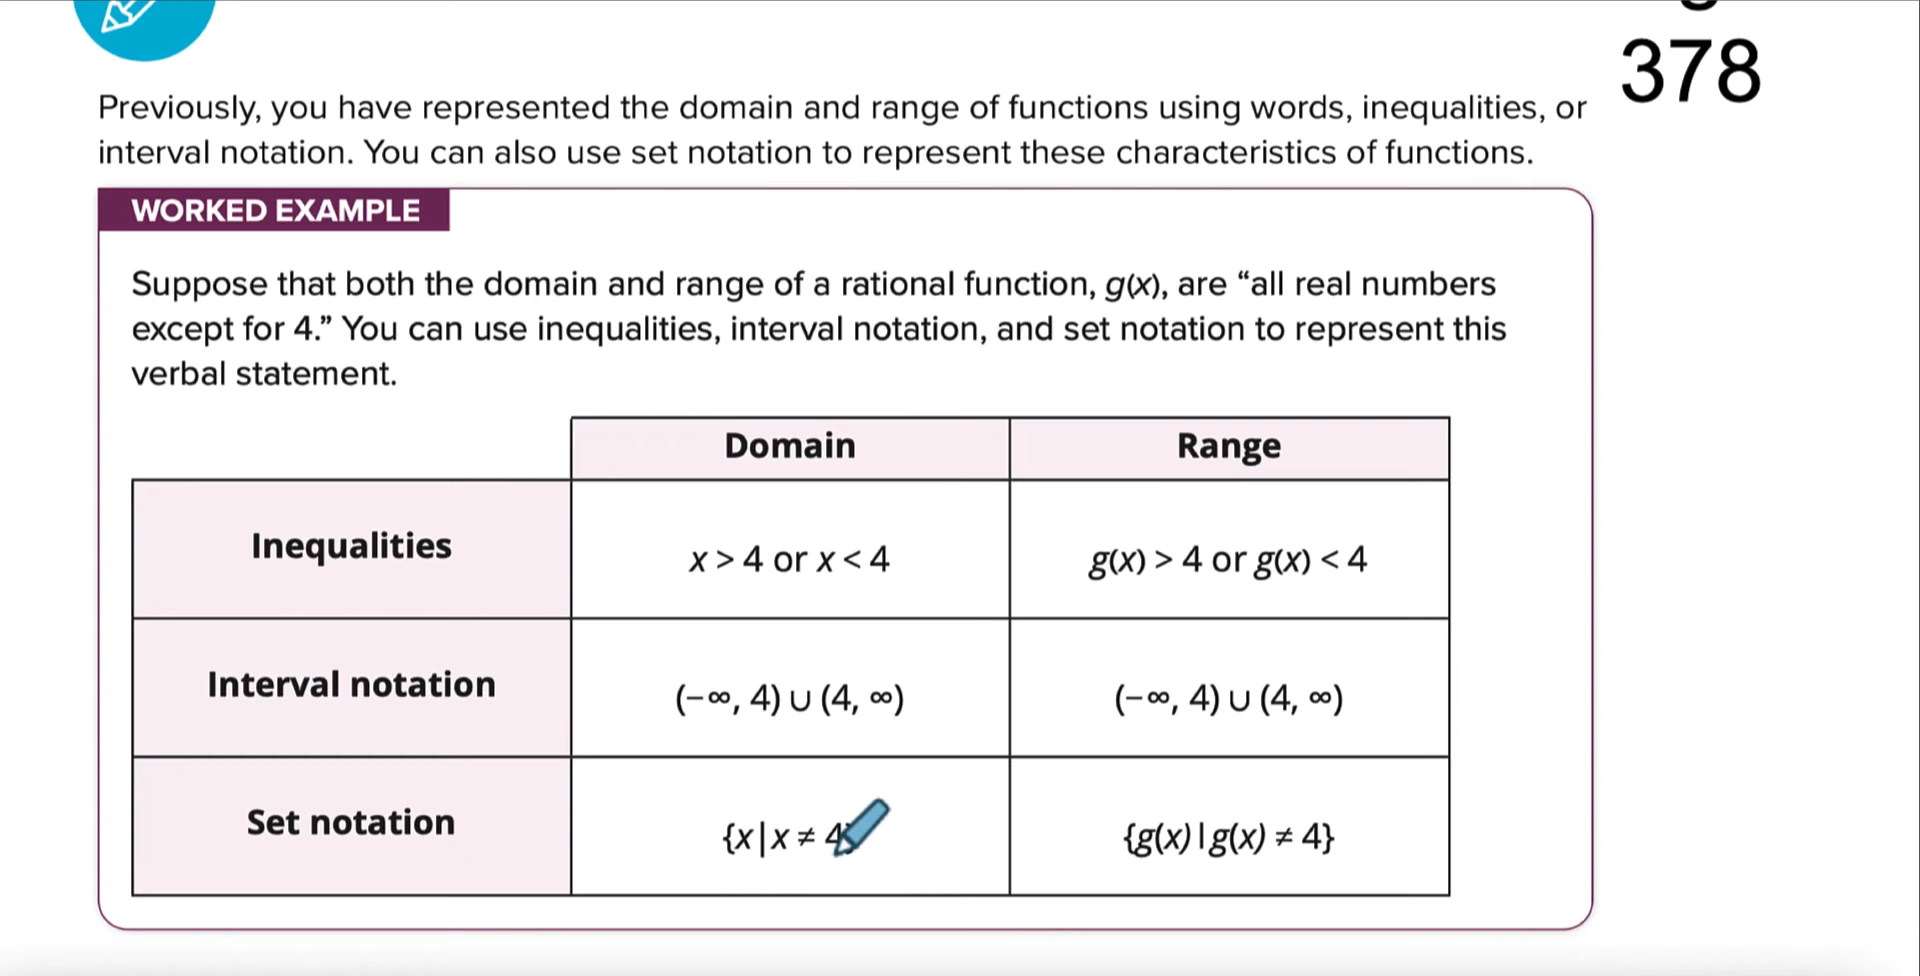 378
Previously, you have represented the domain and range of functions using words, inequalities, or
interval notation. You can also use set notation to represent these characteristics of functions.
WORKED EXAMPLE
Suppose that both the domain and range of a rational function, g(x), are “all real numbers
except for 4.” You can use inequalities, interval notation, and set notation to represent this
verbal statement.
Domain Range
Inequalities x > 4 or x < 4 g(x) > 4 or g(x) < 4
Interval notation (−∞, 4) ∪ (4, ∞) (−∞, 4) ∪ (4, ∞)
Set notation {x|x ≠ 4} {g(x)|g(x) ≠ 4}